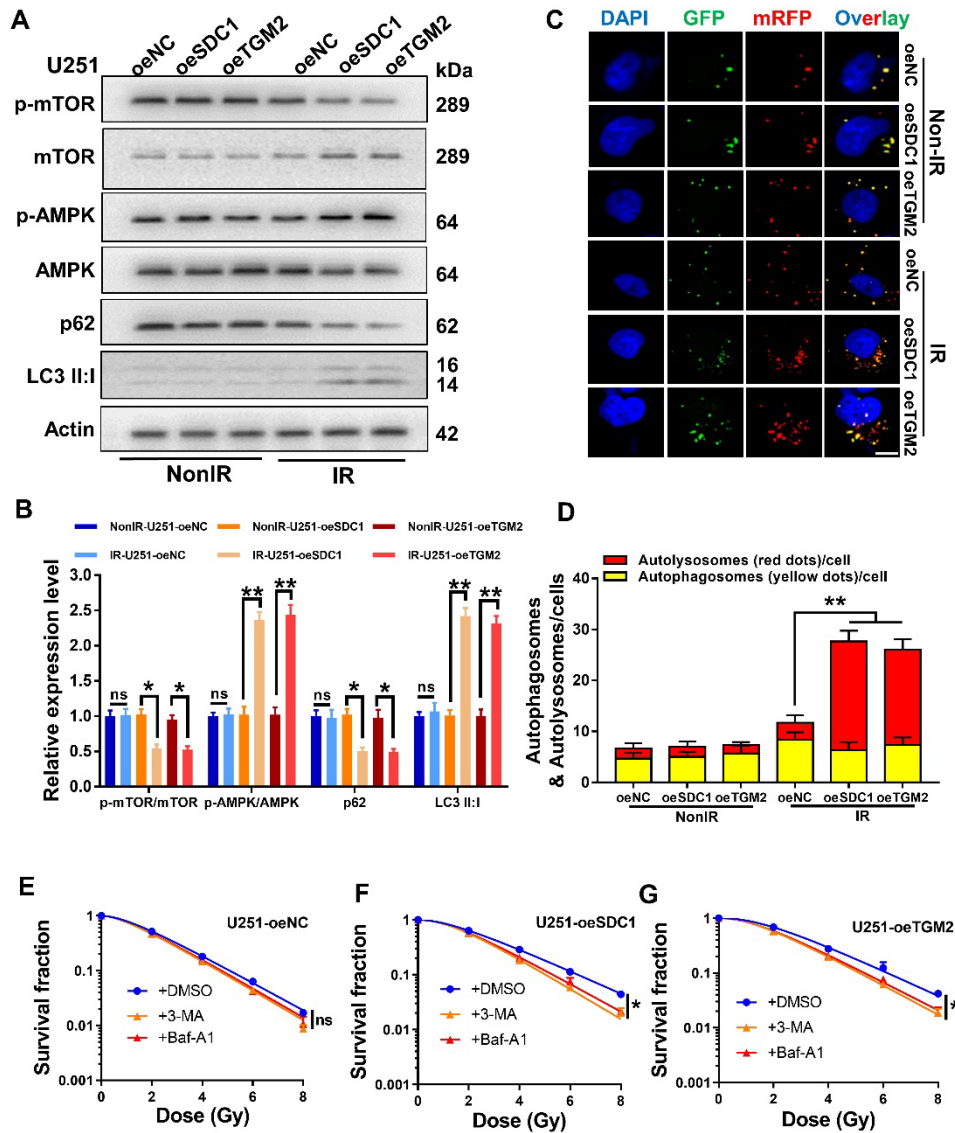 A
U251
oeNC oeSDC1 oeTGM2 oeNC oeSDC1 oeTGM2
kDa
p-mTOR 289
mTOR 289
p-AMPK 64
AMPK 64
p62 62
LC3 II:I 16
14
Actin 42
NonIR IR
C
DAPI GFP mRFP Overlay
oeNC
oeSDC1
oeTGM2
Non-IR
oeNC
oeSDC1
oeTGM2
IR
B
NonIR-U251-oeNC NonIR-U251-oeSDC1 NonIR-U251-oeTGM2
IR-U251-oeNC IR-U251-oeSDC1 IR-U251-oeTGM2
Relative expression level
3.0
2.5
2.0
1.5
1.0
0.5
0.0
ns * * ** ** ns * * ns ** **
p-mTOR/mTOR p-AMPK/AMPK p62 LC3 II:I
D
Autolysosomes (red dots)/cell
Autophagosomes (yellow dots)/cell
Autophagosomes
& Autolysosomes/cells
40
30
20
10
0
**
oeNC oeSDC1 oeTGM2 oeNC oeSDC1 oeTGM2
NonIR IR
E
U251-oeNC
Survival fraction
1
0.1
0.01
0.001
+DMSO
+3-MA
+Baf-A1
ns
0 2 4 6 8
Dose (Gy)
F
U251-oeSDC1
Survival fraction
1
0.1
0.01
0.001
+DMSO
+3-MA
+Baf-A1
*
0 2 4 6 8
Dose (Gy)
G
U251-oeTGM2
Survival fraction
1
0.1
0.01
0.001
+DMSO
+3-MA
+Baf-A1
*
0 2 4 6 8
Dose (Gy)